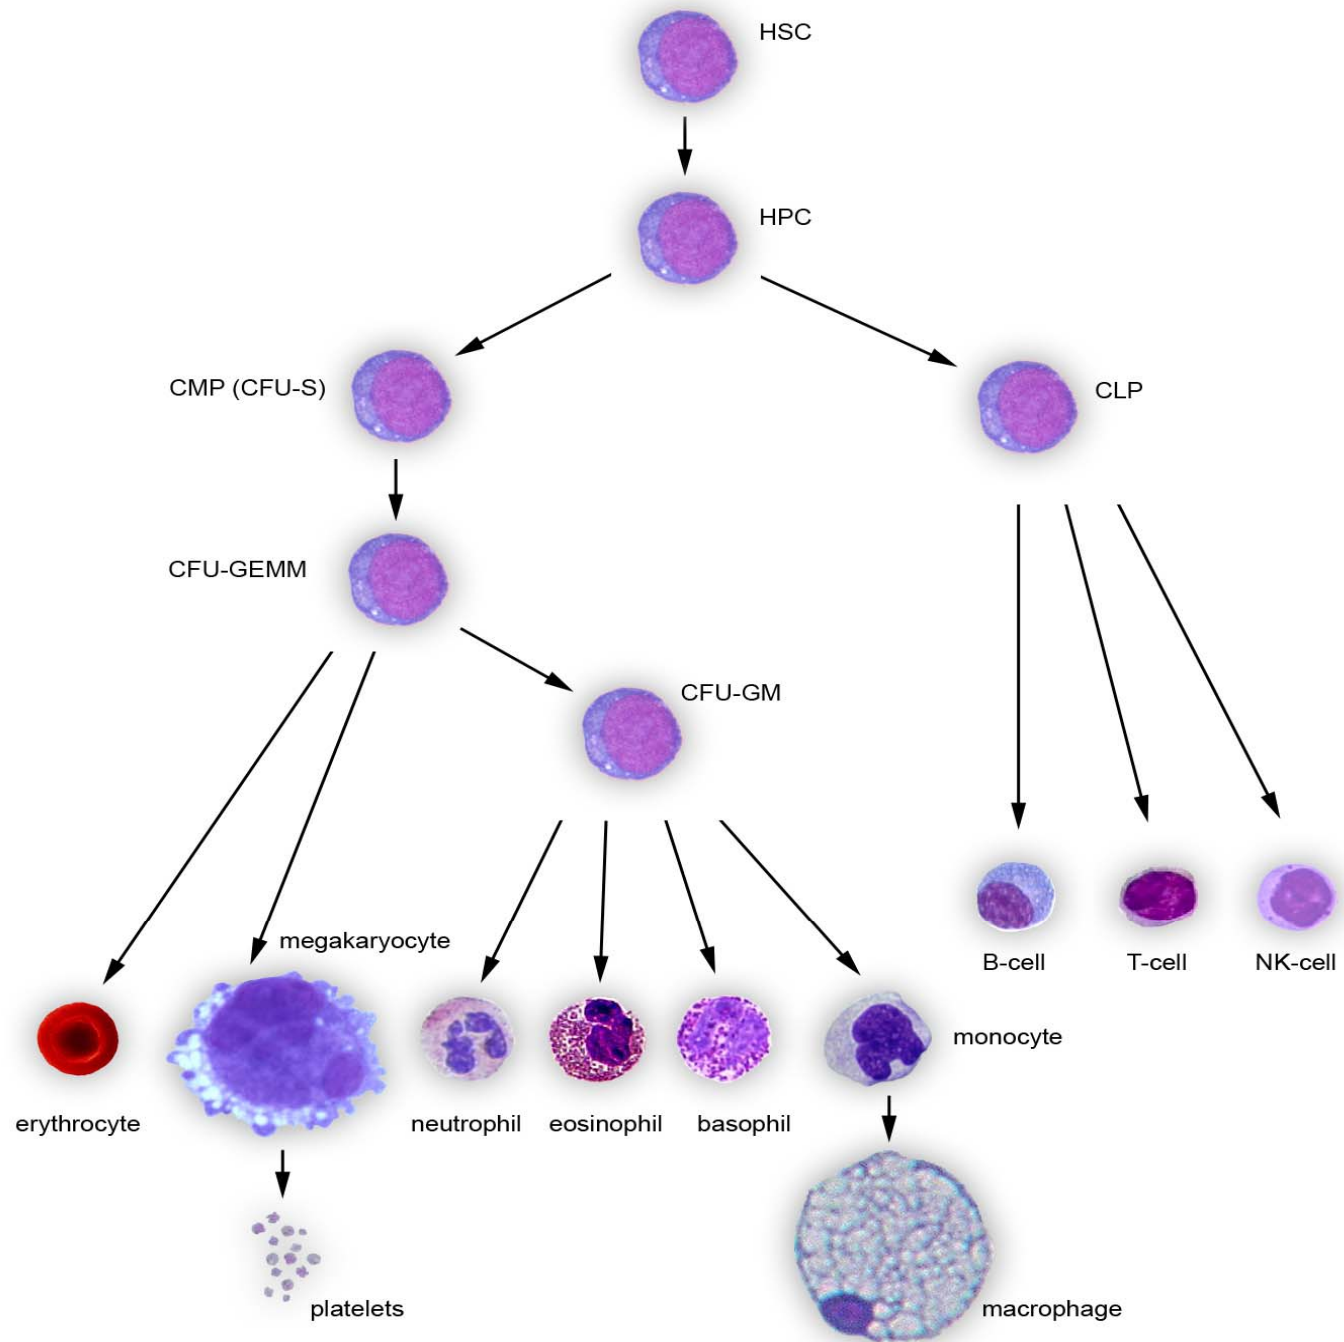 HSC
HPC
CMP (CFU-S)
CLP
CFU-GEMM
CFU-GM
megakaryocyte
B-cell
T-cell
NK-cell
monocyte
erythrocyte
neutrophil
eosinophil
basophil
platelets
macrophage